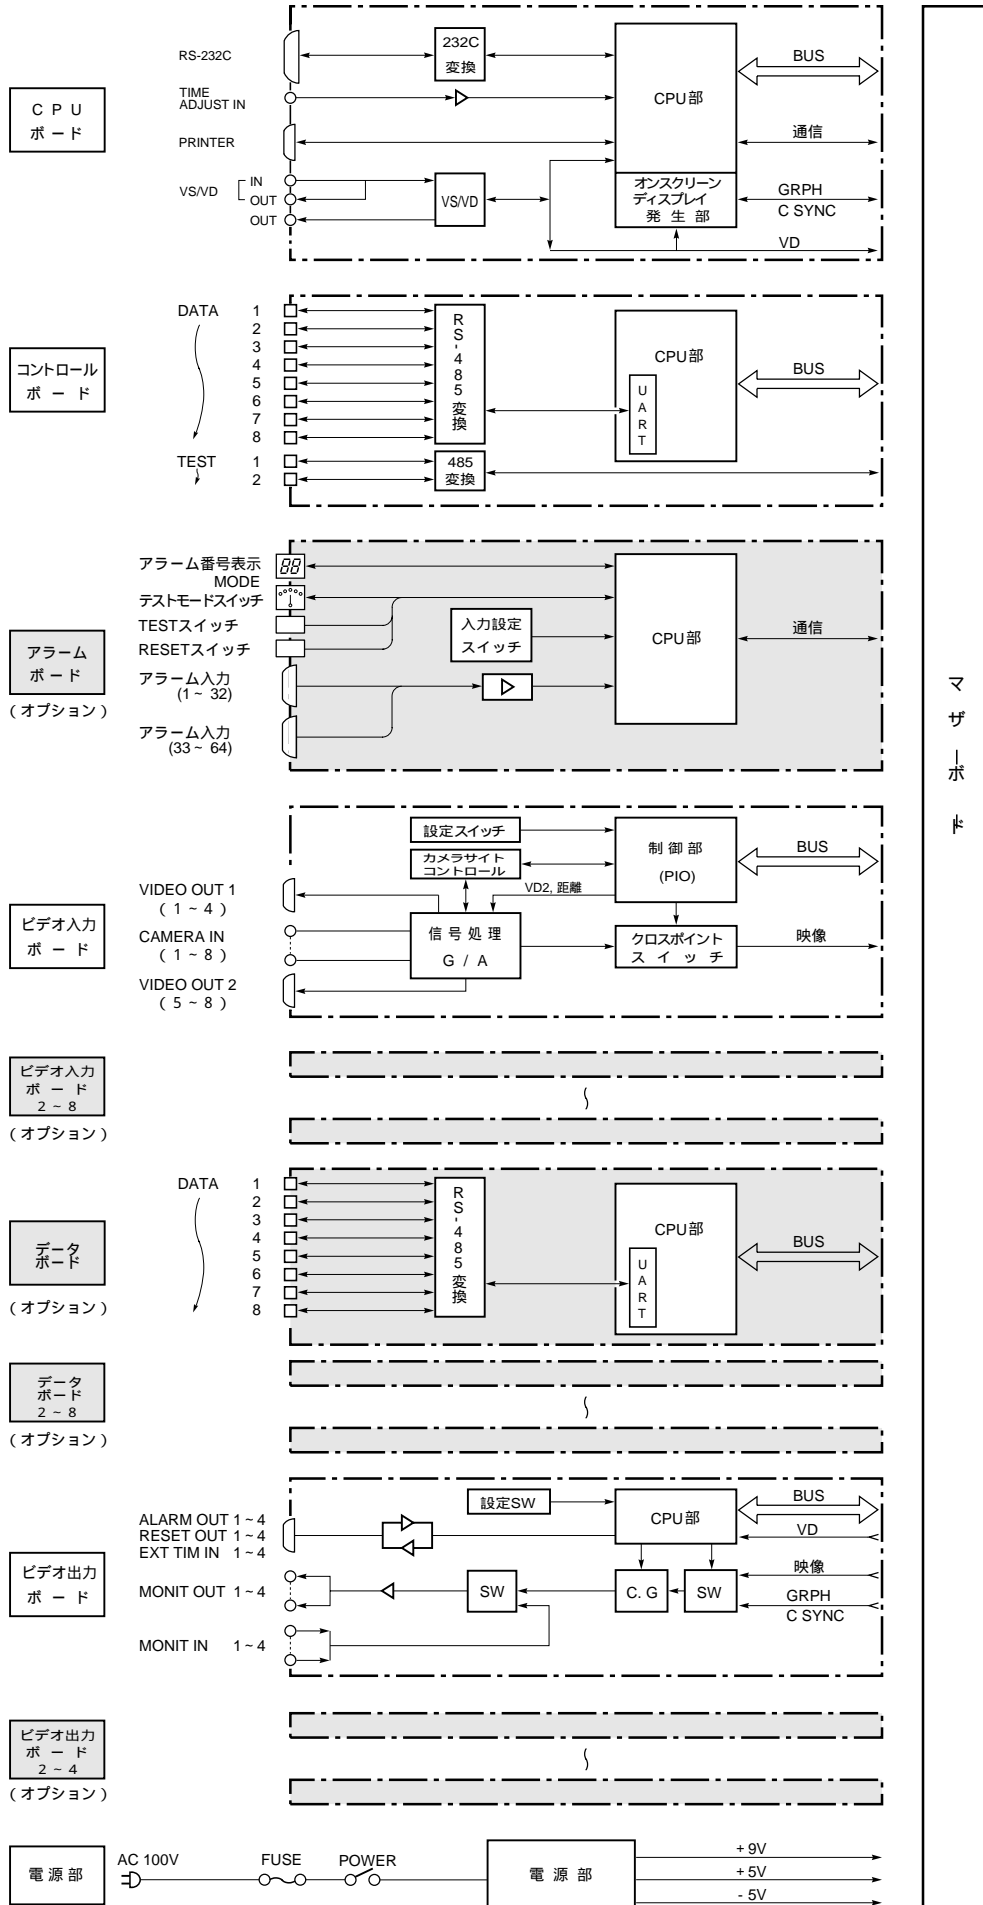 CPU
ボード
RS-232C
TIME
ADJUST IN
PRINTER
VS/VD
IN
OUT
OUT
232C
変換
VS/VD
CPU部
オンスクリーン
ディスプレイ
発生部
BUS
通信
GRPH
C SYNC
VD
コントロール
ボード
DATA
1
2
3
4
5
6
7
8
TEST
1
2
RS-485変換
485
変換
CPU部
UART
BUS
アラーム
ボード
(オプション)
アラーム番号表示
MODE
テストモードスイッチ
TESTスイッチ
RESETスイッチ
アラーム入力
(1~32)
アラーム入力
(33~64)
88
入力設定
スイッチ
CPU部
通信
マザーボード
ビデオ入力
ボード
VIDEO OUT 1
(1~4)
CAMERA IN
(1~8)
VIDEO OUT 2
(5~8)
設定スイッチ
カメラサイト
コントロール
VD2, 距離
信号処理
G/A
制御部
(PIO)
クロスポイント
スイッチ
BUS
映像
ビデオ入力
ボード
2~8
(オプション)
データ
ボード
(オプション)
DATA
1
2
3
4
5
6
7
8
RS-485変換
CPU部
UART
BUS
データ
ボード
2~8
(オプション)
ビデオ出力
ボード
ALARM OUT 1~4
RESET OUT 1~4
EXT TIM IN 1~4
MONIT OUT 1~4
MONIT IN 1~4
設定SW
CPU部
SW
C. G
SW
BUS
VD
映像
GRPH
C SYNC
ビデオ出力
ボード
2~4
(オプション)
電源部
AC 100V
FUSE
POWER
電源部
+9V
+5V
-5V